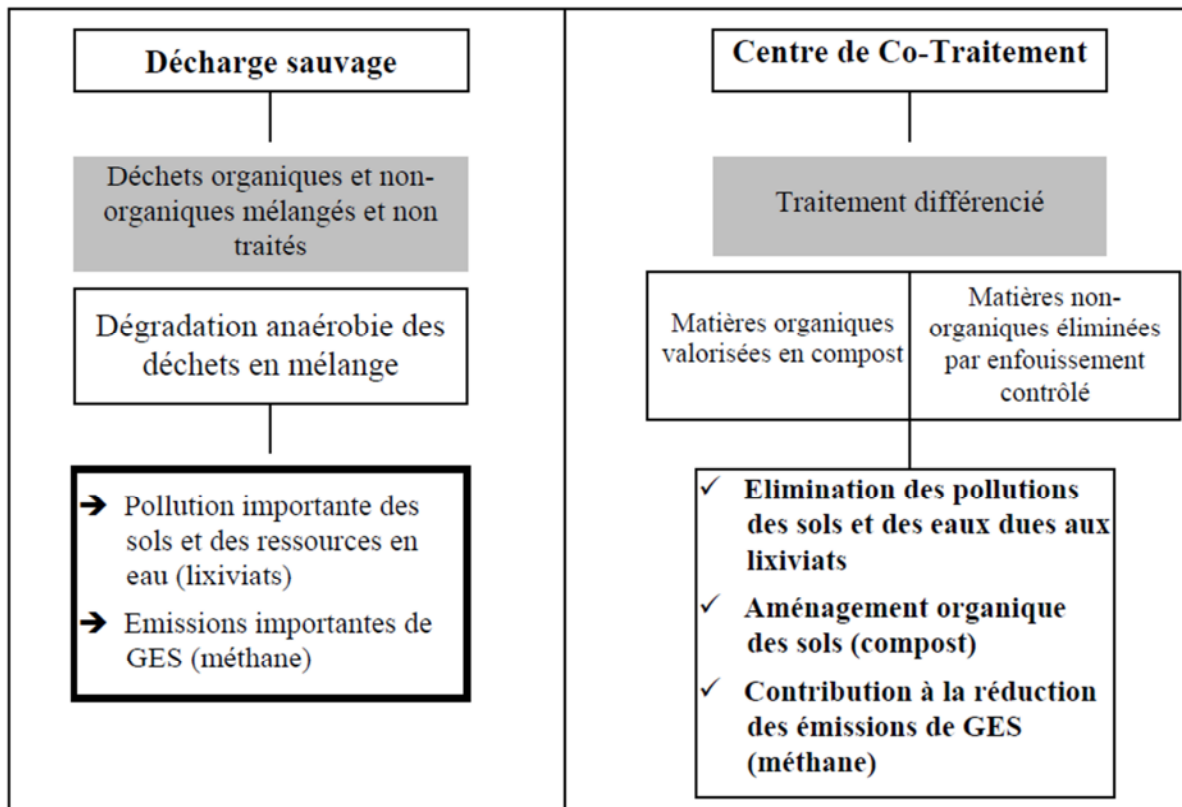 Décharge sauvage
Déchets organiques et non-
organiques mélangés et non
traités
Dégradation anaérobie des
déchets en mélange
➔ Pollution importante des
sols et des ressources en
eau (lixiviats)
➔ Emissions importantes de
GES (méthane)
Centre de Co-Traitement
Traitement différencié
Matières organiques
valorisées en compost
Matières non-
organiques éliminées
par enfouissement
contrôlé
✓ Elimination des pollutions
des sols et des eaux dues aux
lixiviats
✓ Aménagement organique
des sols (compost)
✓ Contribution à la réduction
des émissions de GES
(méthane)